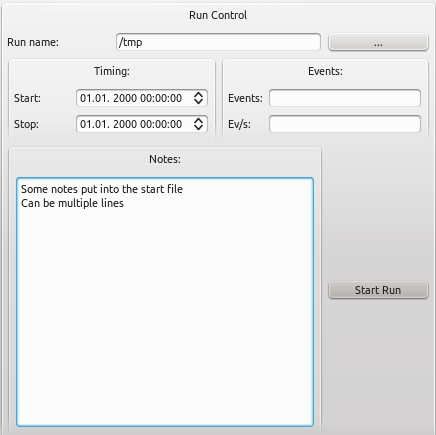 Run Control
Run name: /tmp ...
Timing: Events:
Start: 01.01. 2000 00:00:00 Events:
Stop: 01.01. 2000 00:00:00 Ev/s:
Notes:
Some notes put into the start file
Can be multiple lines
Start Run